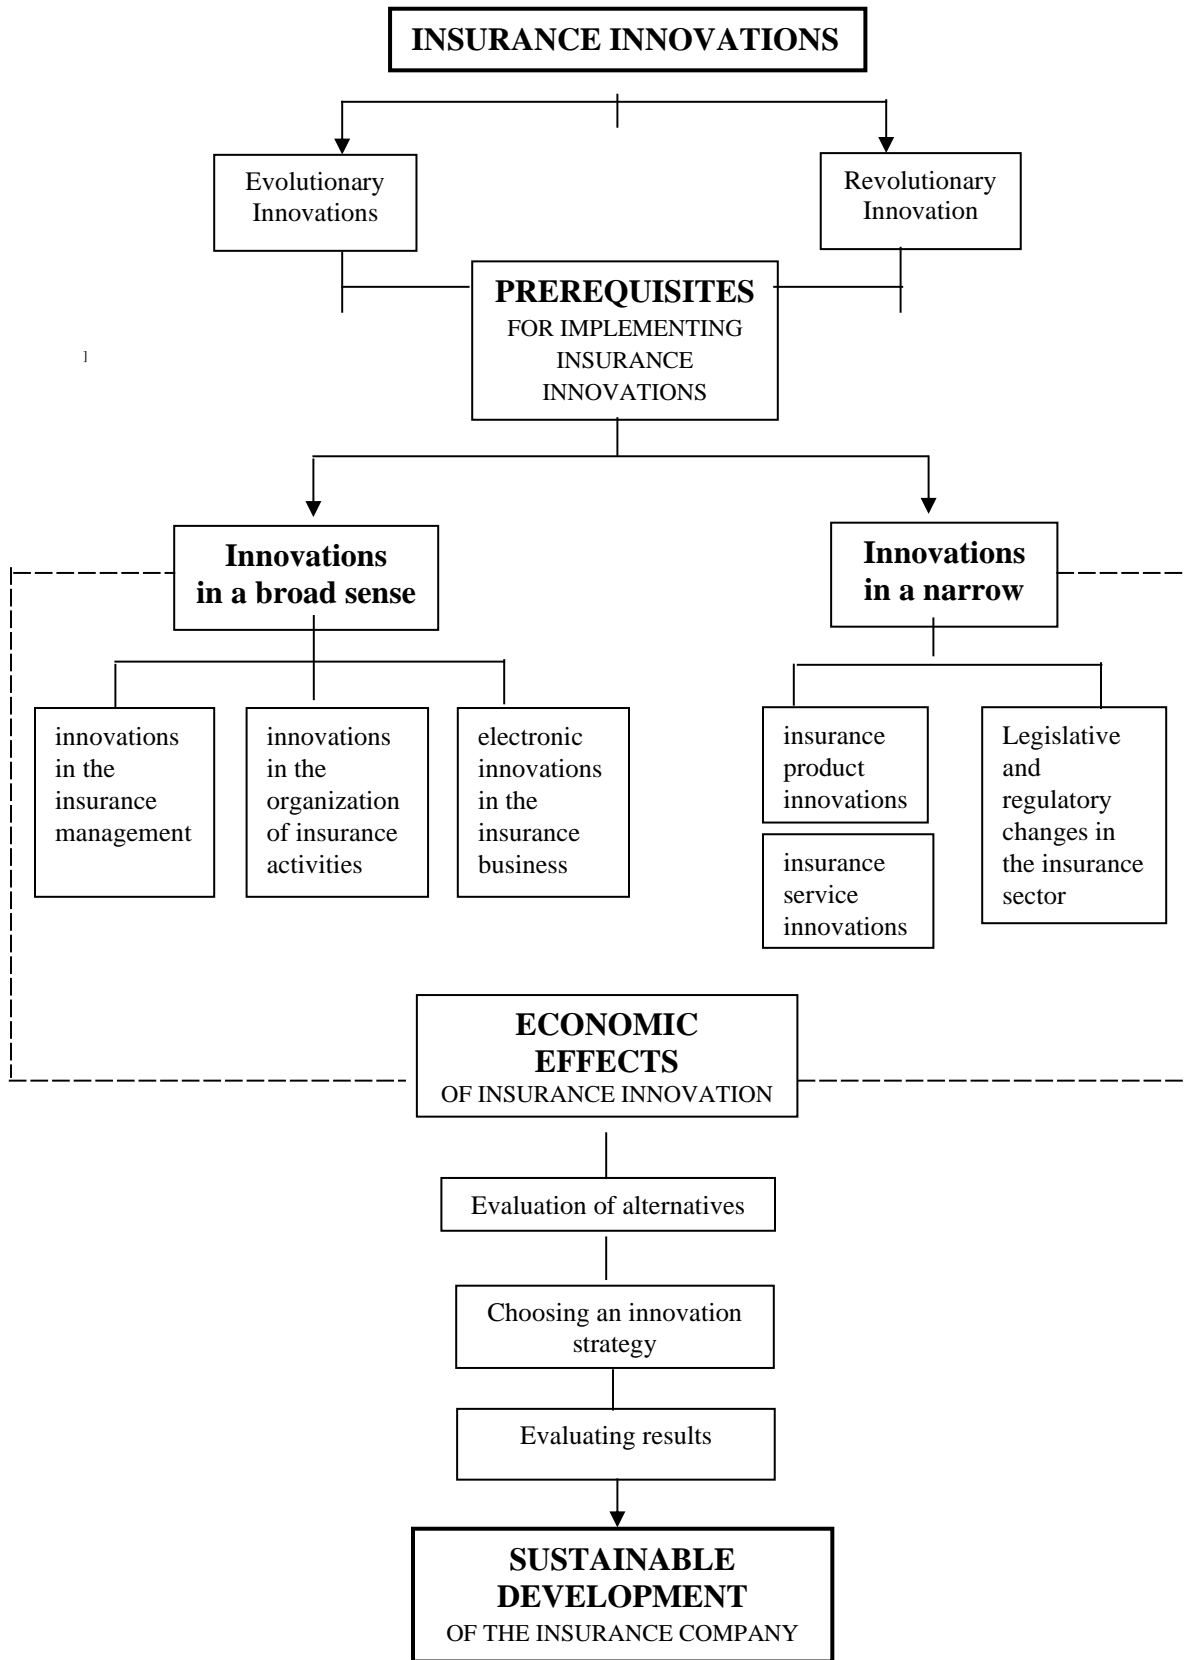 INSURANCE INNOVATIONS
Evolutionary
Innovations
Revolutionary
Innovation
PREREQUISITES
FOR IMPLEMENTING
INSURANCE
INNOVATIONS
]
Innovations
in a broad sense
Innovations
in a narrow
innovations
in the
insurance
management
innovations
in the
organization
of insurance
activities
electronic
innovations
in the
insurance
business
insurance
product
innovations
insurance
service
innovations
Legislative
and
regulatory
changes in
the insurance
sector
ECONOMIC
EFFECTS
OF INSURANCE INNOVATION
Evaluation of alternatives
Choosing an innovation
strategy
Evaluating results
SUSTAINABLE
DEVELOPMENT
OF THE INSURANCE COMPANY